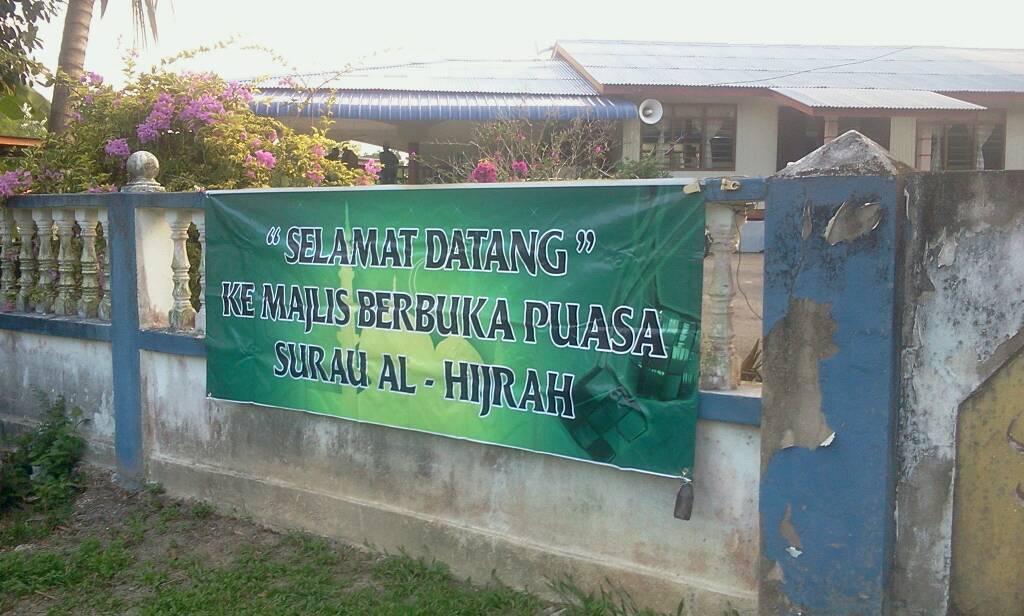 “SELAMAT DATANG”
KE MAJLIS BERBUKA PUASA
SURAU AL - HIJRAH